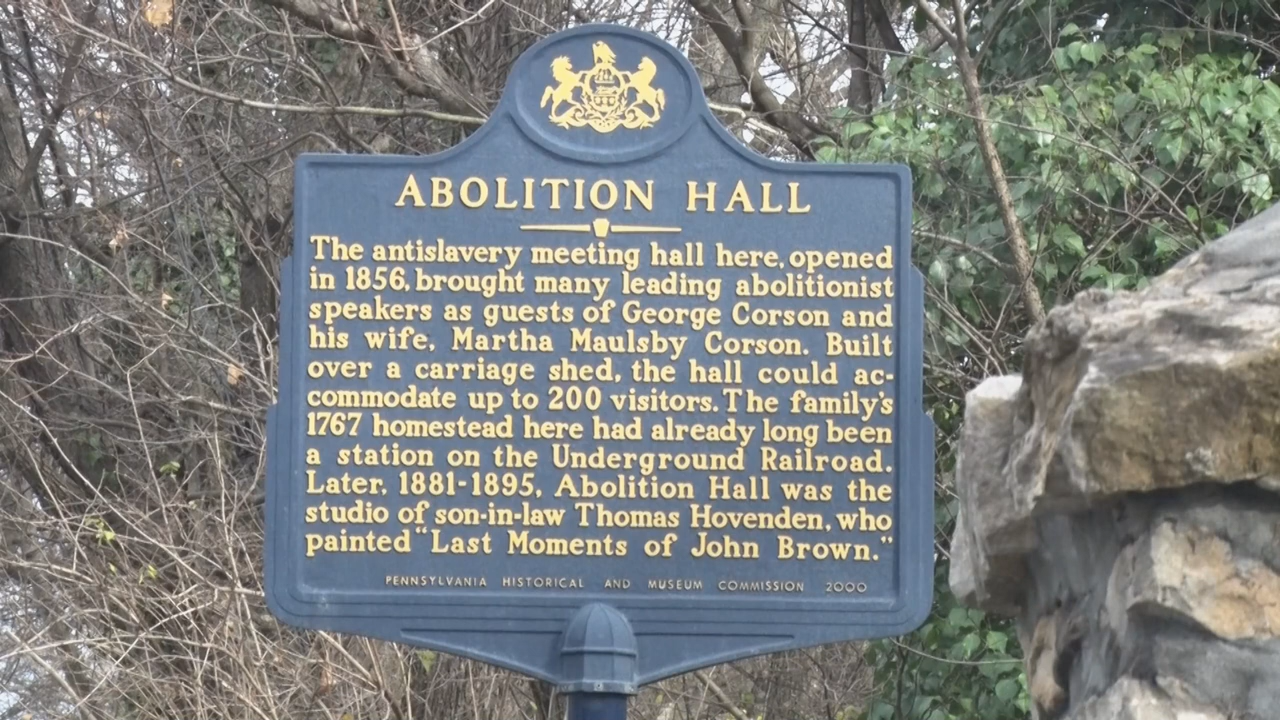 ABOLITION HALL
The antislavery meeting hall here, opened
in 1856, brought many leading abolitionist
speakers as guests of George Corson and
his wife, Martha Maulsby Corson. Built
over a carriage shed, the hall could ac-
commodate up to 200 visitors. The family's
1767 homestead here had already long been
a station on the Underground Railroad.
Later, 1881-1895, Abolition Hall was the
studio of son-in-law Thomas Hovenden, who
painted "Last Moments of John Brown."
PENNSYLVANIA HISTORICAL AND MUSEUM COMMISSION 2000